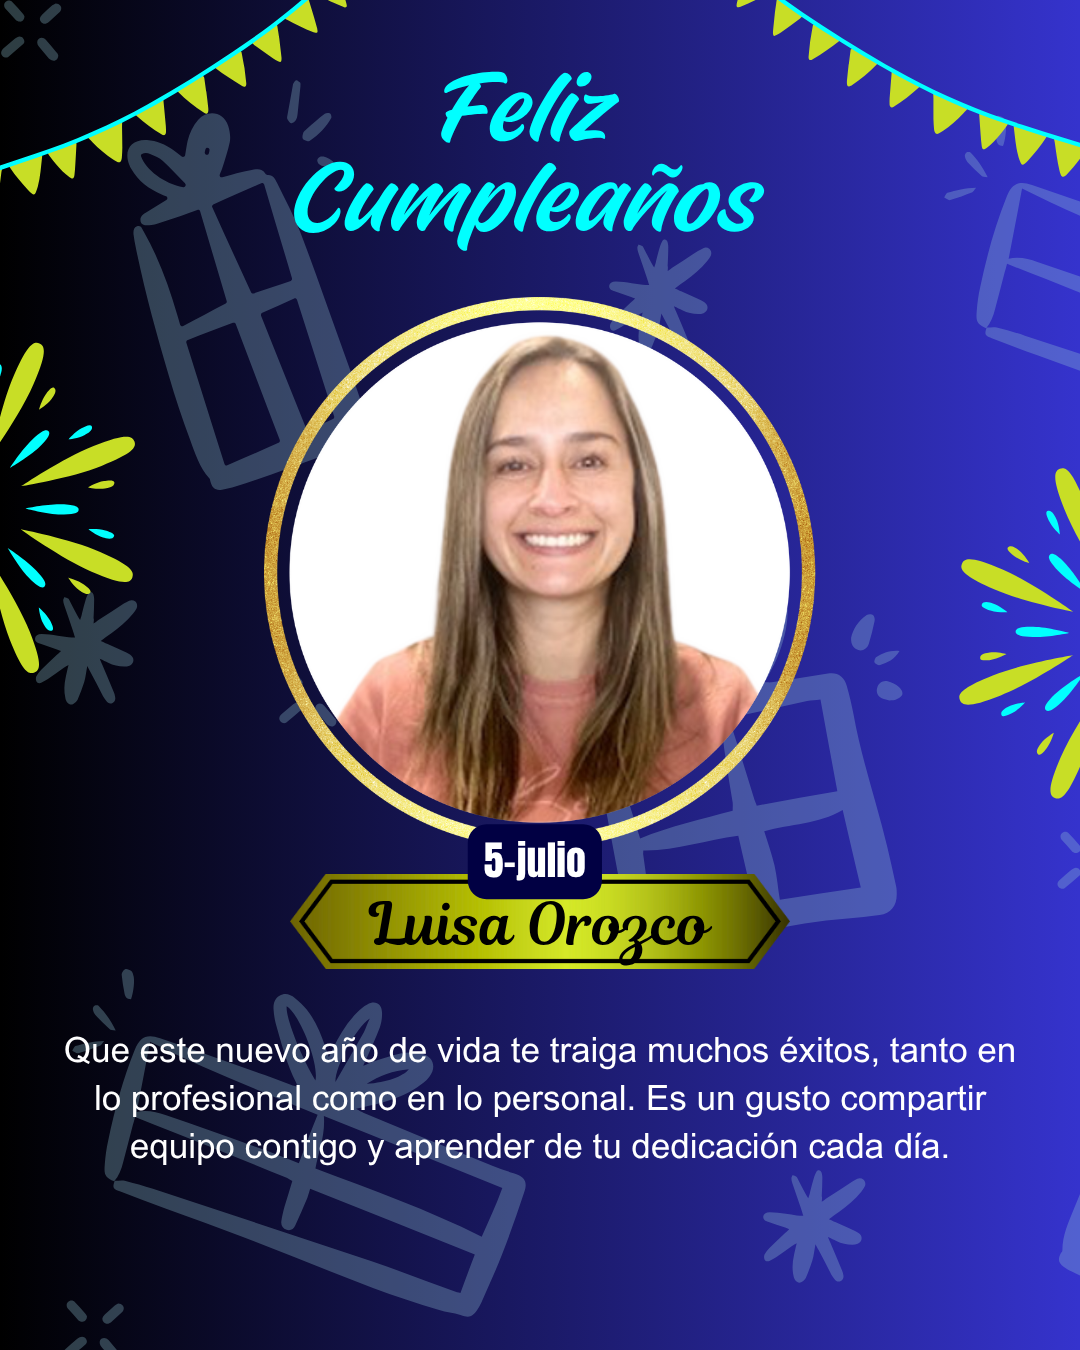 Feliz
Cumpleaños
5-julio
Luisa Orozco
Que este nuevo año de vida te traiga muchos éxitos, tanto en
lo profesional como en lo personal. Es un gusto compartir
equipo contigo y aprender de tu dedicación cada día.